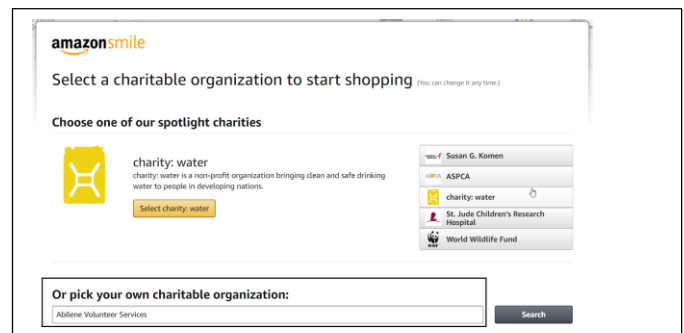 amazonsmile
Select a charitable organization to start shopping (You can change it any time.)
Choose one of our spotlight charities
charity: water
charity: water is a non-profit organization bringing clean and safe drinking
water to people in developing nations.
Select charity: water
Susan G. Komen
ASPCA
charity: water
St. Jude Children's Research
Hospital
World Wildlife Fund
Or pick your own charitable organization:
Abilene Volunteer Services
Search